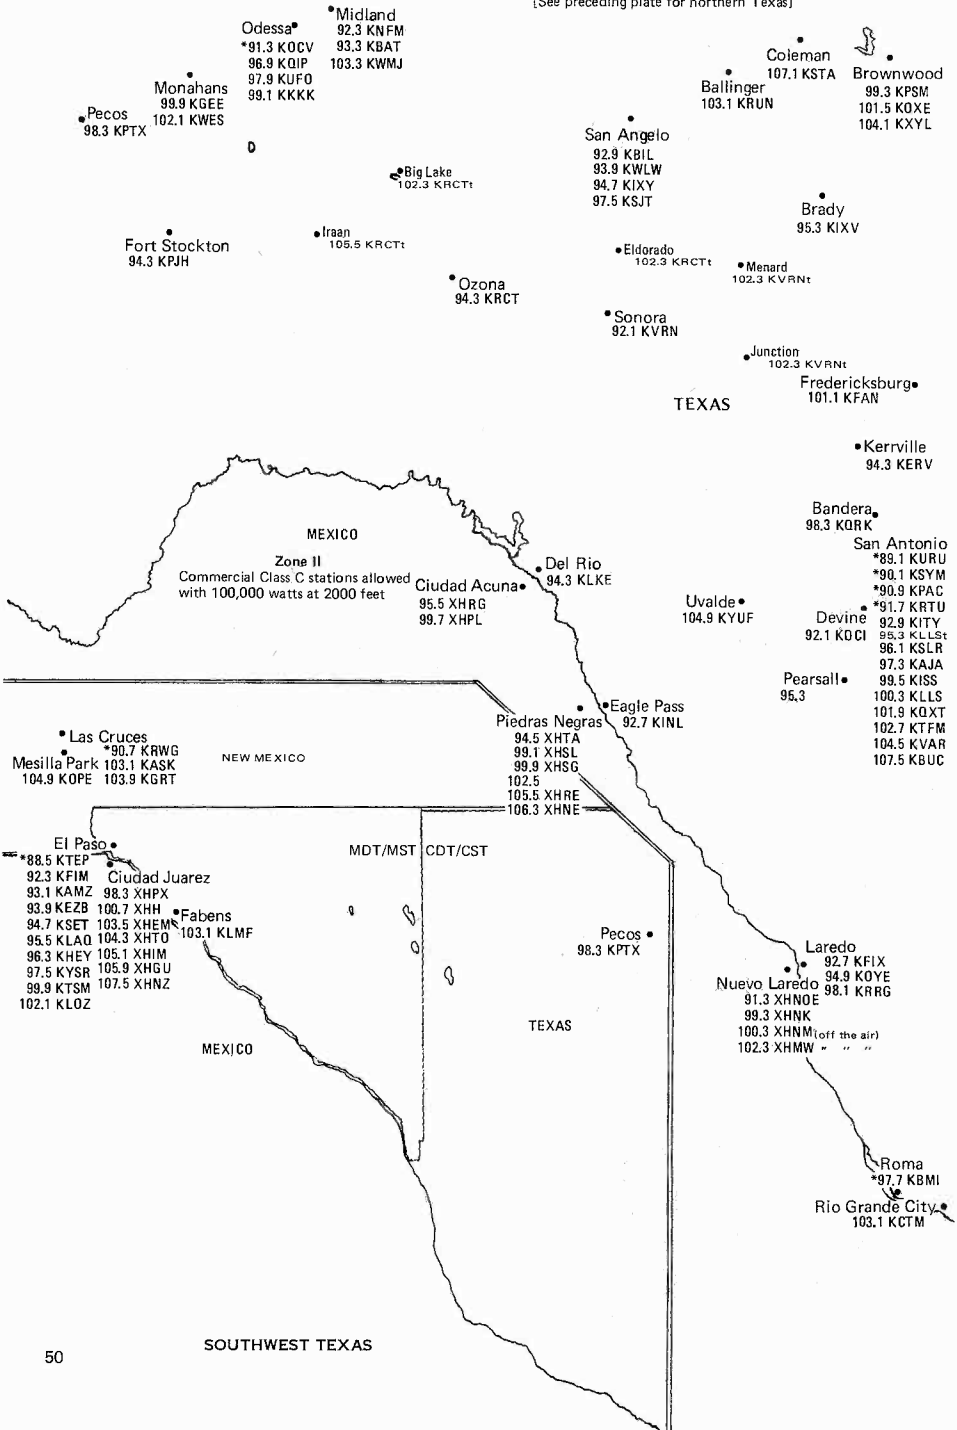 [See preceding plate for northern Texas]
Midland
92.3 KNFM
93.3 KBAT
103.3 KWMJ
Odessa
*91.3 KOCV
96.9 KQIP
97.9 KUFO
99.1 KKKK
Monahans
99.9 KGEE
102.1 KWES
Pecos
98.3 KPTX
Coleman
107.1 KSTA
Brownwood
99.3 KPSM
101.5 KOXE
104.1 KXYL
Ballinger
103.1 KRUN
San Angelo
92.9 KBIL
93.9 KWLW
94.7 KIXY
97.5 KSJT
Big Lake
102.3 KRCTt
Brady
95.3 KIXV
Fort Stockton
94.3 KPJH
Iraan
105.5 KRCTt
Eldorado
102.3 KRCTt
Menard
102.3 KVRNt
Ozona
94.3 KRCT
Sonora
92.1 KVRN
Junction
102.3 KVRNt
Fredericksburg
101.1 KFAN
TEXAS
Kerrville
94.3 KERV
Bandera
98.3 KQRK
MEXICO
Zone II
Commercial Class C stations allowed
with 100,000 watts at 2000 feet
Del Rio
94.3 KLKE
Ciudad Acuna
95.5 XHRG
99.7 XHPL
Uvalde
104.9 KYUF
San Antonio
*89.1 KURU
*90.1 KSYM
*90.9 KPAC
*91.7 KRTU
92.9 KITY
95.3 KLLSt
96.1 KSLR
97.3 KAJA
99.5 KISS
100.3 KLLS
101.9 KQXT
102.7 KTFM
104.5 KVAR
107.5 KBUC
Devine
92.1 KDCI
Pearsall
95.3
Eagle Pass
92.7 KINL
Piedras Negras
94.5 XHTA
99.1 XHSL
99.9 XHSG
102.5
105.5 XHRE
106.3 XHNE
Las Cruces
*90.7 KRWG
103.1 KASK
103.9 KGRT
Mesilla Park
104.9 KOPE
NEW MEXICO
MDT/MST CDT/CST
El Paso
*88.5 KTEP
92.3 KFIM
93.1 KAMZ
93.9 KEZB
94.7 KSET
95.5 KLAQ
96.3 KHEY
97.5 KYSR
99.9 KTSM
102.1 KLOZ
Ciudad Juarez
98.3 XHPX
100.7 XHH
103.5 XHEM
104.3 XHTO
105.1 XHIM
105.9 XHGU
107.5 XHNZ
Fabens
103.1 KLMF
Pecos
98.3 KPTX
Laredo
92.7 KFIX
94.9 KOYE
98.1 KRRG
Nuevo Laredo
91.3 XHNOE
99.3 XHNK
100.3 XHNM (off the air)
102.3 XHMW " " "
TEXAS
MEXICO
Roma
*97.7 KBMI
Rio Grande City
103.1 KCTM
SOUTHWEST TEXAS
50